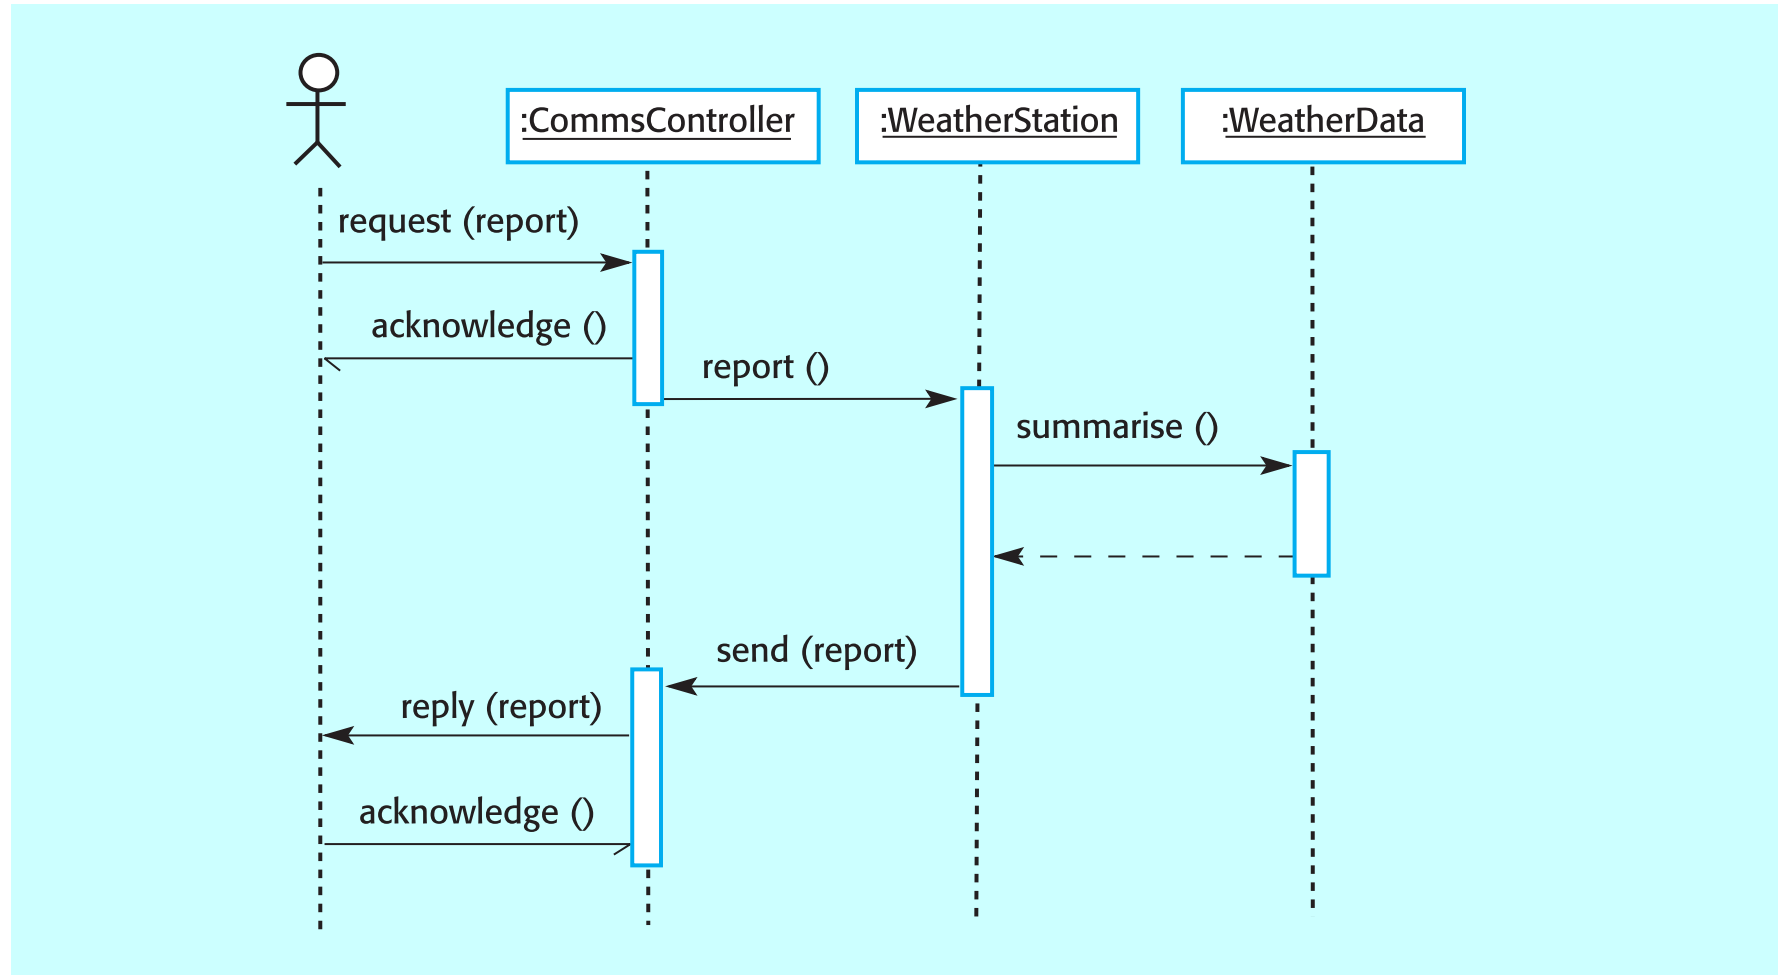 :CommsController
:WeatherStation
:WeatherData
request (report)
acknowledge ()
report ()
summarise ()
send (report)
reply (report)
acknowledge ()